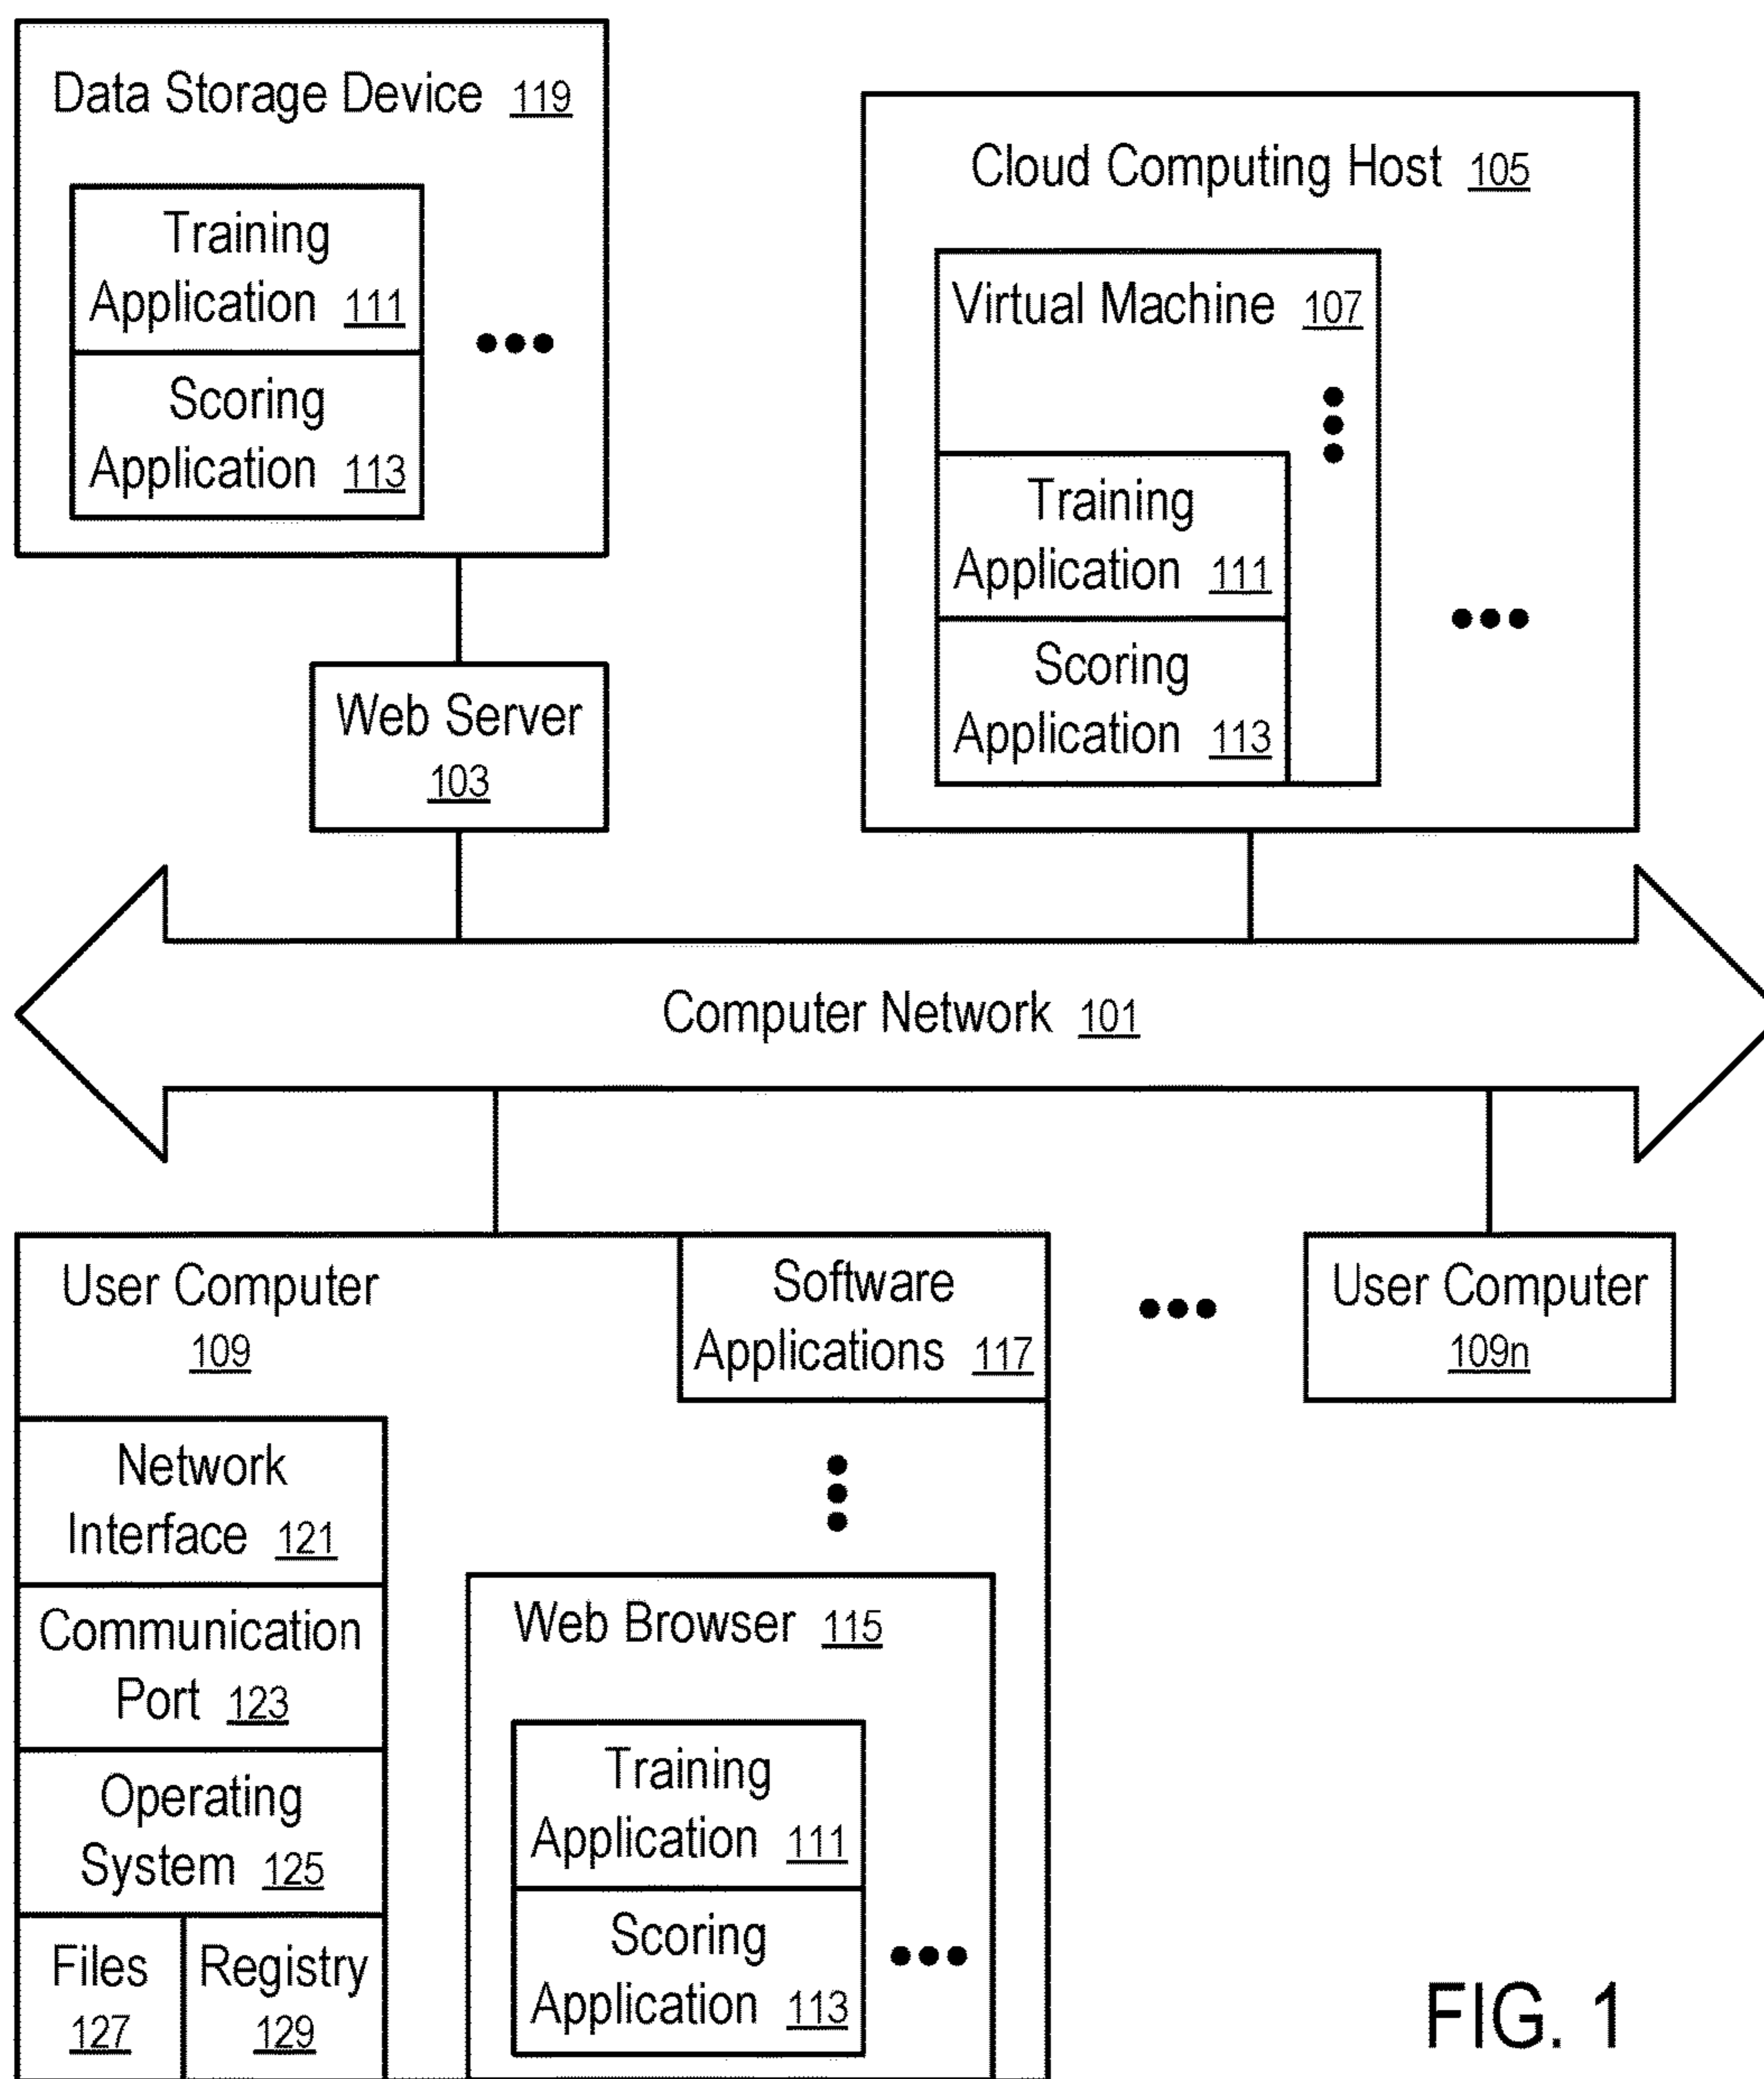 Data Storage Device 119
Training
Application 111
Scoring
Application 113
Cloud Computing Host 105
Virtual Machine 107
Training
Application 111
Scoring
Application 113
Web Server
103
Computer Network 101
User Computer
109
Software
Applications 117
User Computer
109n
Network
Interface 121
Communication
Port 123
Operating
System 125
Files
127
Registry
129
Web Browser 115
Training
Application 111
Scoring
Application 113
FIG. 1